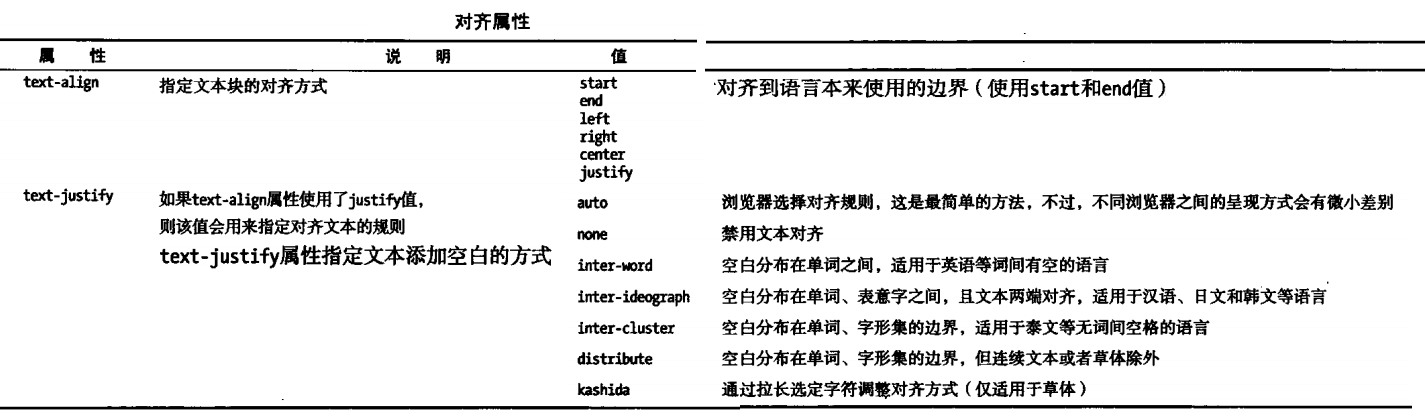 对齐属性
属 性 说 明 值
text-align 指定文本块的对齐方式 start 对齐到语言本来使用的边界（使用start和end值）
end
left
right
center
justify
text-justify 如果text-align属性使用了justify值， auto 浏览器选择对齐规则，这是最简单的方法，不过，不同浏览器之间的呈现方式会有微小差别
则该值会用来指定对齐文本的规则 none 禁用文本对齐
text-justify属性指定文本添加空白的方式 inter-word 空白分布在单词之间，适用于英语等词间有空的语言
inter-ideograph 空白分布在单词、表意字之间，且文本两端对齐，适用于汉语、日文和韩文等语言
inter-cluster 空白分布在单词、字形集的边界，适用于泰文等无词间空格的语言
distribute 空白分布在单词、字形集的边界，但连续文本或者草体除外
kashida 通过拉长选定字符调整对齐方式（仅适用于草体）